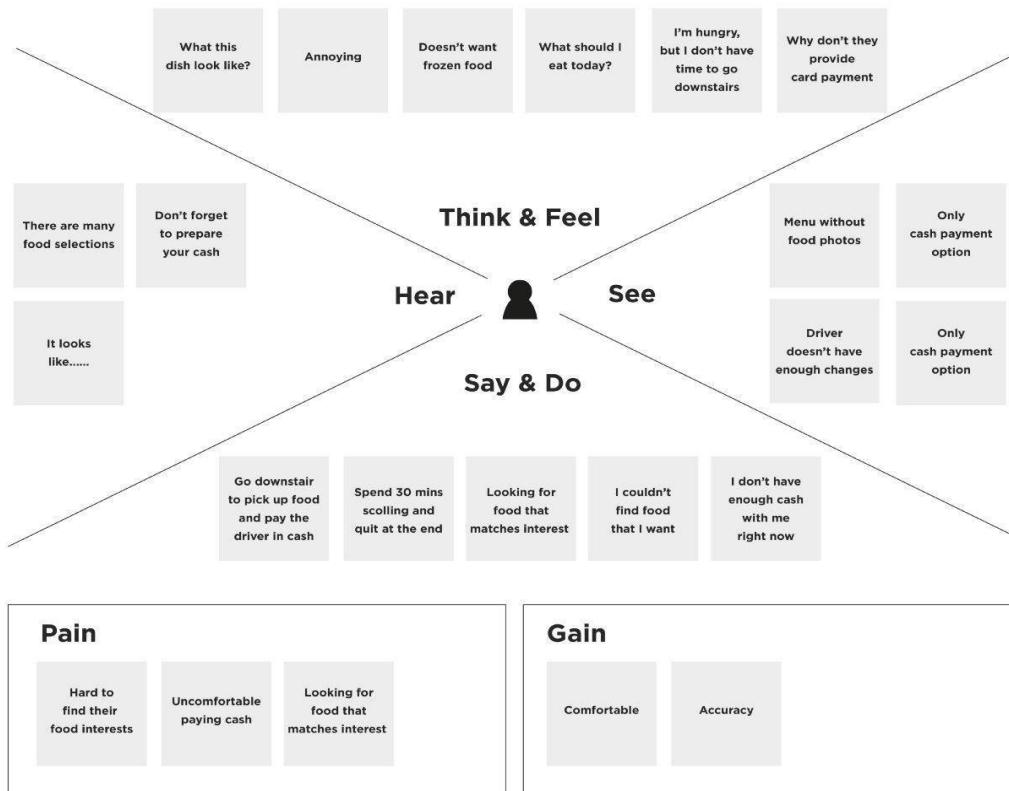 What this
dish look like?
Annoying
Doesn't want
frozen food
What should I
eat today?
I'm hungry,
but I don't have
time to go
downstairs
Why don't they
provide
card payment
Think & Feel
There are many
food selections
Don't forget
to prepare
your cash
It looks
like......
Hear
See
Menu without
food photos
Only
cash payment
option
Driver
doesn't have
enough changes
Only
cash payment
option
Say & Do
Go downstair
to pick up food
and pay the
driver in cash
Spend 30 mins
scolling and
quit at the end
Looking for
food that
matches interest
I couldn't
find food
that I want
I don't have
enough cash
with me
right now
Pain
Hard to
find their
food interests
Uncomfortable
paying cash
Looking for
food that
matches interest
Gain
Comfortable
Accuracy